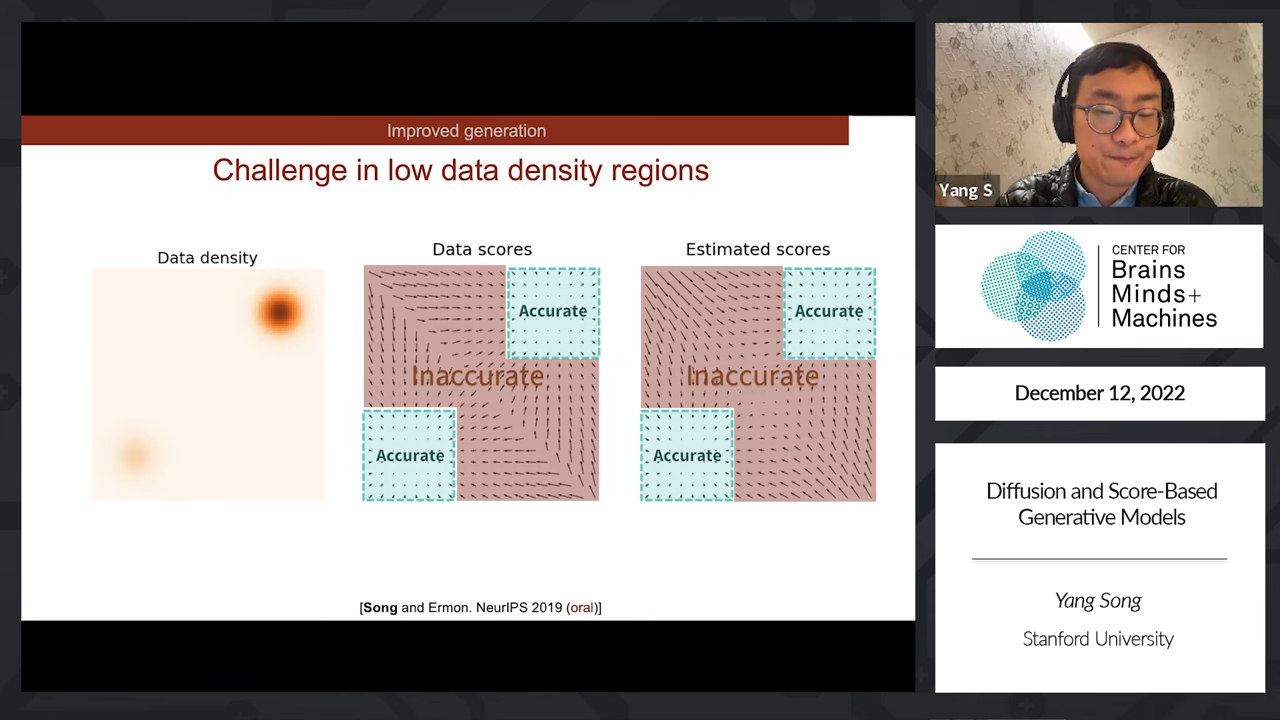 Improved generation
Challenge in low data density regions
Data density
Data scores
Estimated scores
Accurate
Accurate
Inaccurate
Inaccurate
Accurate
Accurate
[Song and Ermon. NeurIPS 2019 (oral)]
Yang S
CENTER FOR
Brains
Minds+
Machines
December 12, 2022
Diffusion and Score-Based
Generative Models
Yang Song
Stanford University